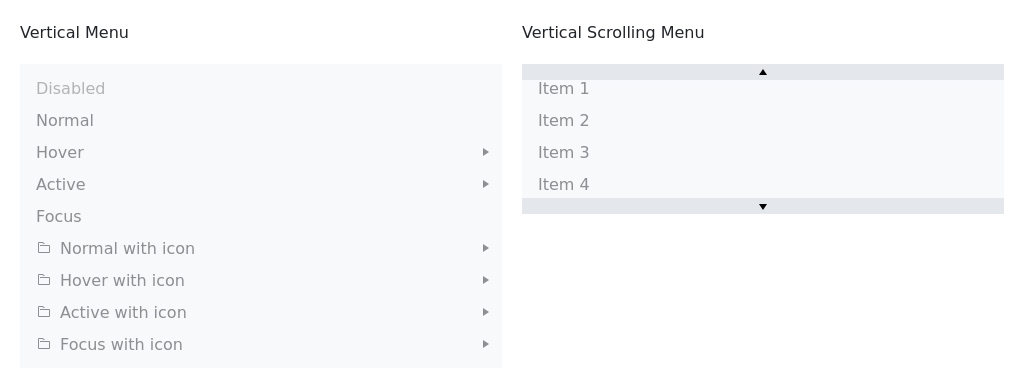 Vertical Menu
Disabled
Normal
Hover
Active
Focus
Normal with icon
Hover with icon
Active with icon
Focus with icon
Vertical Scrolling Menu
Item 1
Item 2
Item 3
Item 4